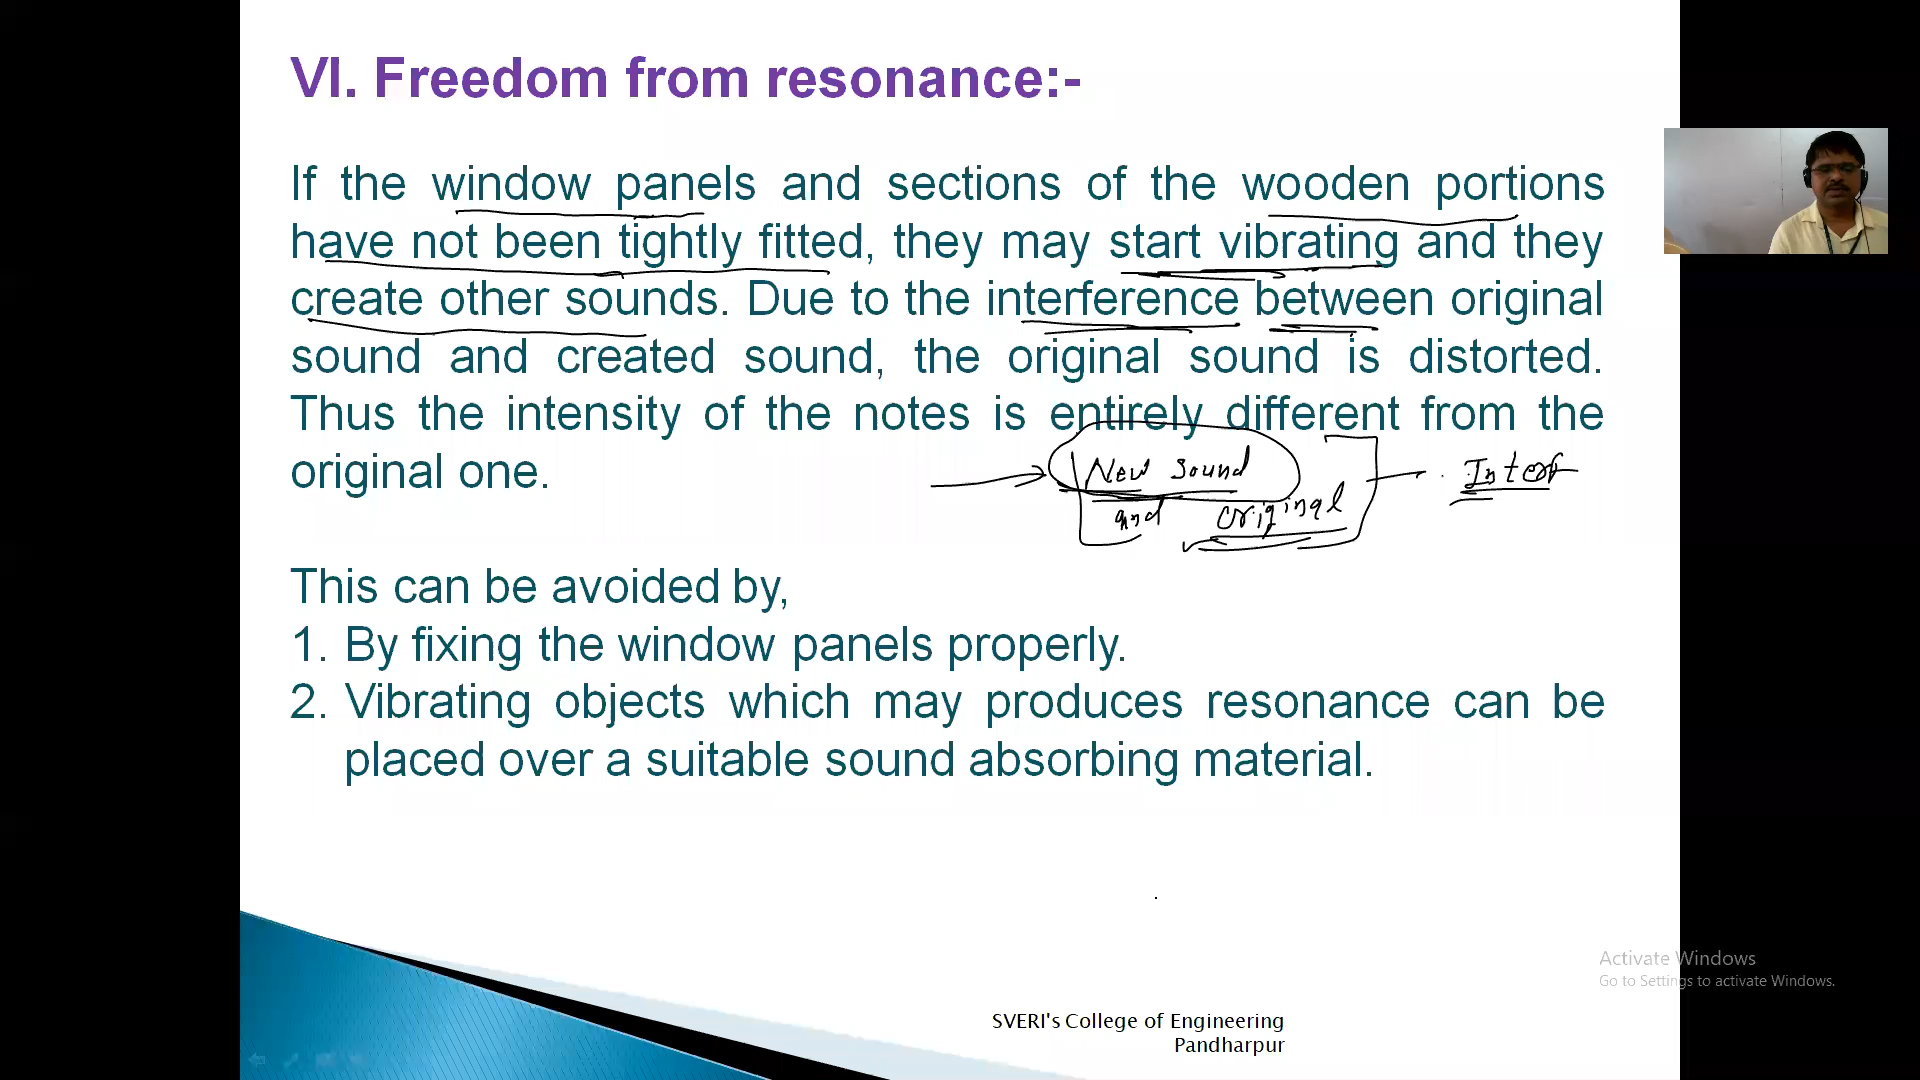 VI. Freedom from resonance:-
If the window panels and sections of the wooden portions
have not been tightly fitted, they may start vibrating and they
create other sounds. Due to the interference between original
sound and created sound, the original sound is distorted.
Thus the intensity of the notes is entirely different from the
original one.
New sound
and original
Interf
This can be avoided by,
1. By fixing the window panels properly.
2. Vibrating objects which may produces resonance can be
placed over a suitable sound absorbing material.
Activate Windows
Go to Settings to activate Windows.
SVERI's College of Engineering
Pandharpur